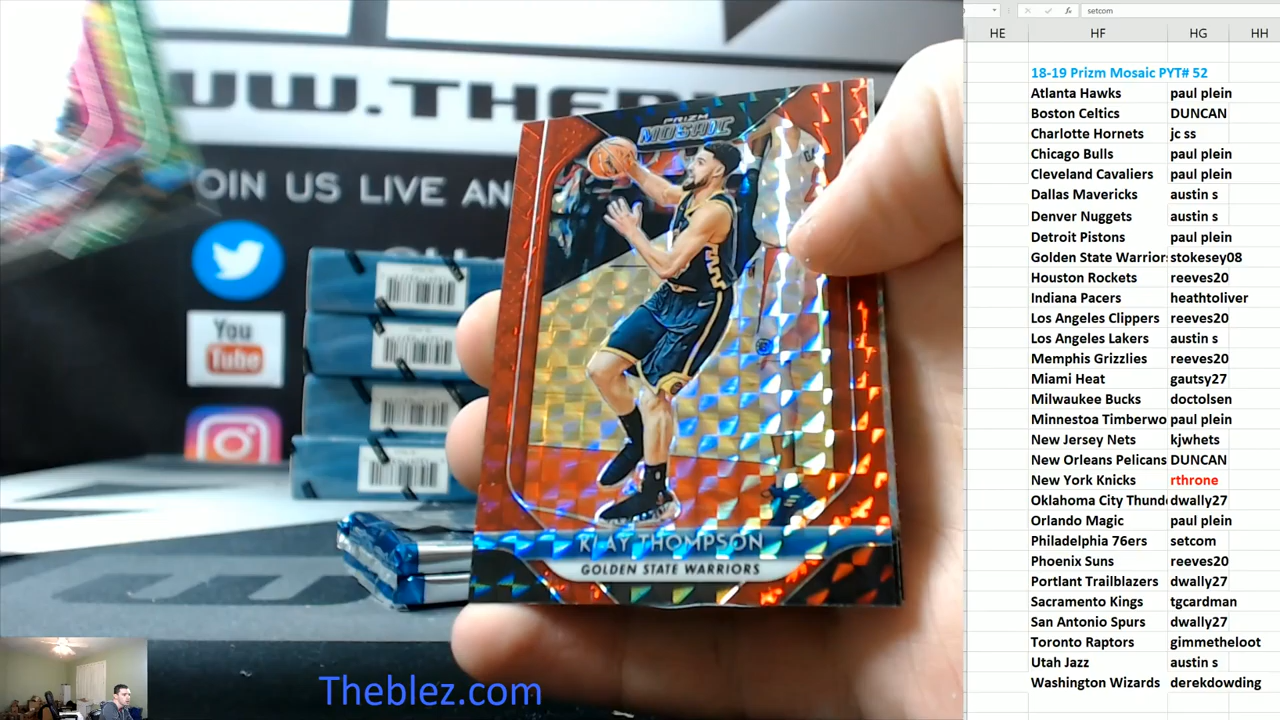 WWW.THEBL
JOIN US LIVE AN
You
Tube
PRIZM
MOSAIC
KLAY THOMPSON
GOLDEN STATE WARRIORS
Theblez.com
setcom
HE HF HG HH
18-19 Prizm Mosaic PYT# 52
Atlanta Hawks paul plein
Boston Celtics DUNCAN
Charlotte Hornets jc ss
Chicago Bulls paul plein
Cleveland Cavaliers paul plein
Dallas Mavericks austin s
Denver Nuggets austin s
Detroit Pistons paul plein
Golden State Warriors stokesey08
Houston Rockets reeves20
Indiana Pacers heathtoliver
Los Angeles Clippers reeves20
Los Angeles Lakers austin s
Memphis Grizzlies reeves20
Miami Heat gautsy27
Milwaukee Bucks doctolsen
Minnestoa Timberwo paul plein
New Jersey Nets kjwhets
New Orleans Pelicans DUNCAN
New York Knicks rthrone
Oklahoma City Thund dwally27
Orlando Magic paul plein
Philadelphia 76ers setcom
Phoenix Suns reeves20
Portlant Trailblazers dwally27
Sacramento Kings tgcardman
San Antonio Spurs dwally27
Toronto Raptors gimmetheloot
Utah Jazz austin s
Washington Wizards derekdowding